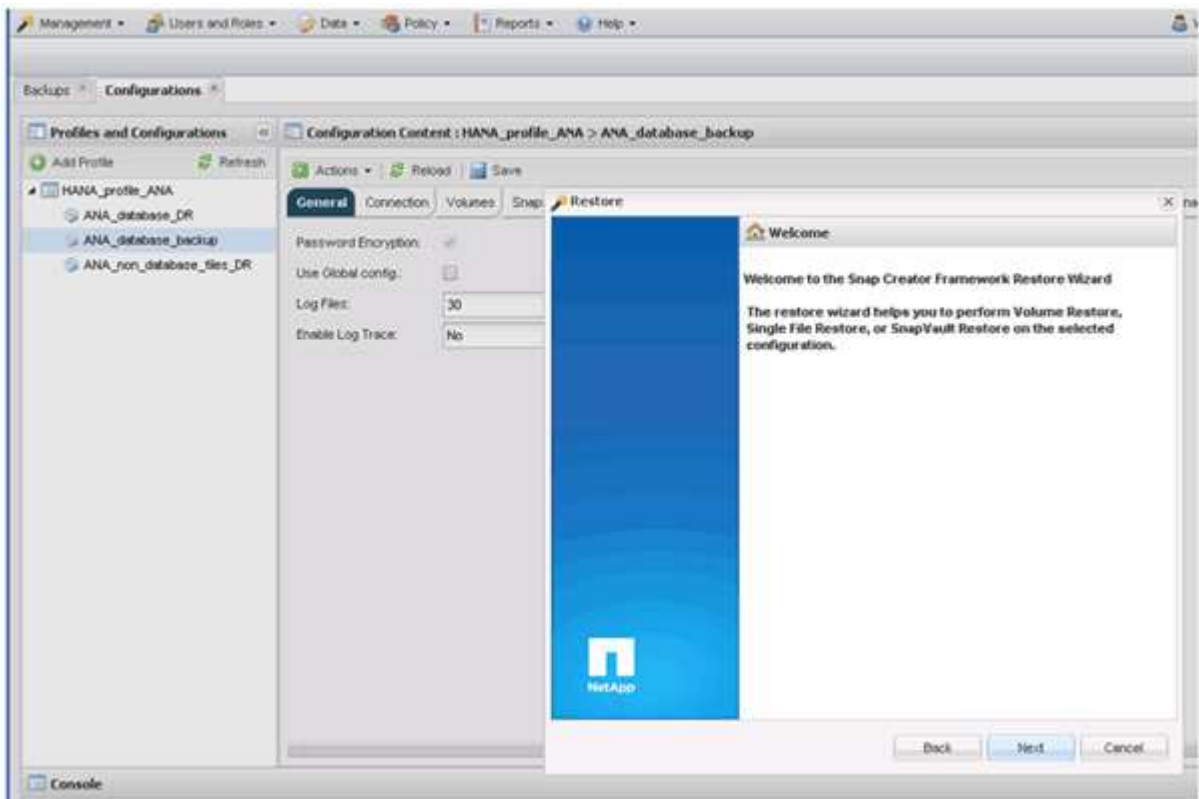 Management Users and Roles Data Policy Reports Help
Backups Configurations
Profiles and Configurations
Add Profile Refresh
HANA_profile_ANA
ANA_database_DR
ANA_database_backup
ANA_non_database_files_DR
Configuration Content : HANA_profile_ANA > ANA_database_backup
Actions Reload Save
General Connection Volumes Snap
Password Encryption:
Use Global config.:
Log Files: 30
Enable Log Trace: No
Restore
Welcome
Welcome to the Snap Creator Framework Restore Wizard
The restore wizard helps you to perform Volume Restore,
Single File Restore, or SnapVault Restore on the selected
configuration.
NetApp
Back Next Cancel
Console